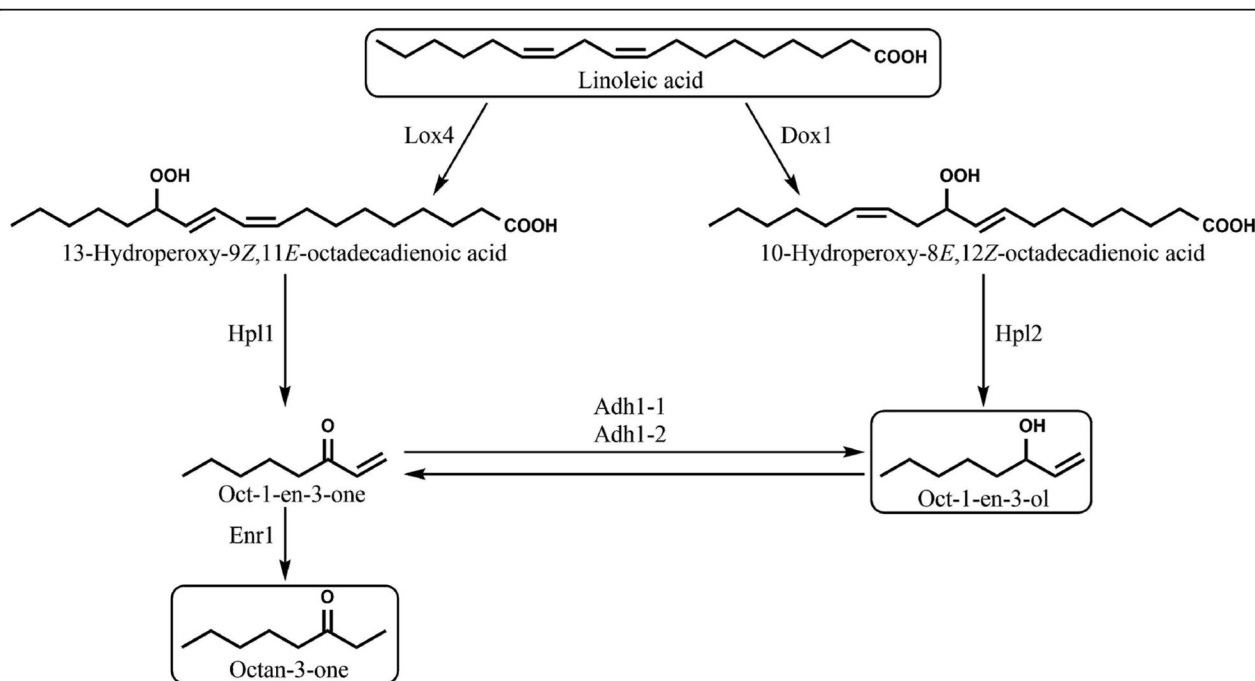 COOH
Linoleic acid
Lox4
Dox1
OOH
OOH
COOH
COOH
13-Hydroperoxy-9Z,11E-octadecadienoic acid
10-Hydroperoxy-8E,12Z-octadecadienoic acid
Hpl1
Hpl2
Adh1-1
Adh1-2
O
OH
Oct-1-en-3-one
Oct-1-en-3-ol
Enr1
O
Octan-3-one